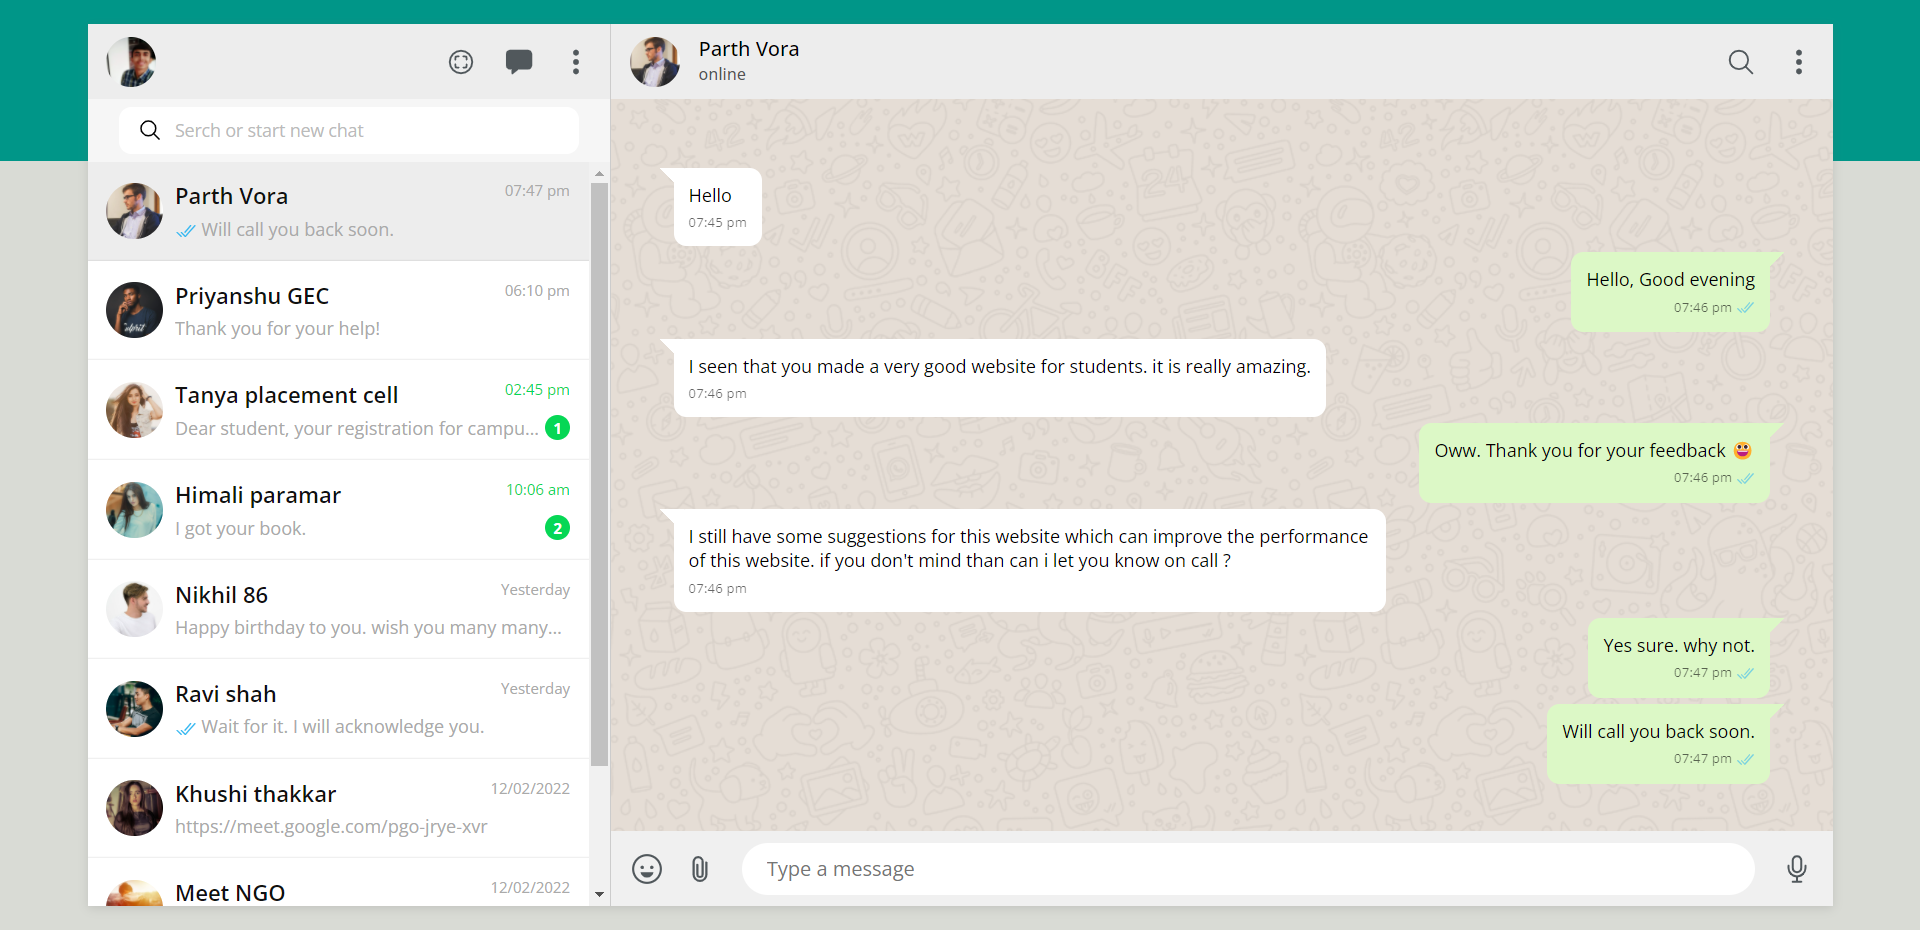 Serch or start new chat
Parth Vora
07:47 pm
Will call you back soon.
Priyanshu GEC
06:10 pm
Thank you for your help!
Tanya placement cell
02:45 pm
Dear student, your registration for campu...
1
Himali paramar
10:06 am
I got your book.
2
Nikhil 86
Yesterday
Happy birthday to you. wish you many many...
Ravi shah
Yesterday
Wait for it. I will acknowledge you.
Khushi thakkar
12/02/2022
https://meet.google.com/pgo-jrye-xvr
Meet NGO
12/02/2022
Parth Vora
online
Hello
07:45 pm
Hello, Good evening
07:46 pm
I seen that you made a very good website for students. it is really amazing.
07:46 pm
Oww. Thank you for your feedback 😀
07:46 pm
I still have some suggestions for this website which can improve the performance
of this website. if you don't mind than can i let you know on call ?
07:46 pm
Yes sure. why not.
07:47 pm
Will call you back soon.
07:47 pm
Type a message